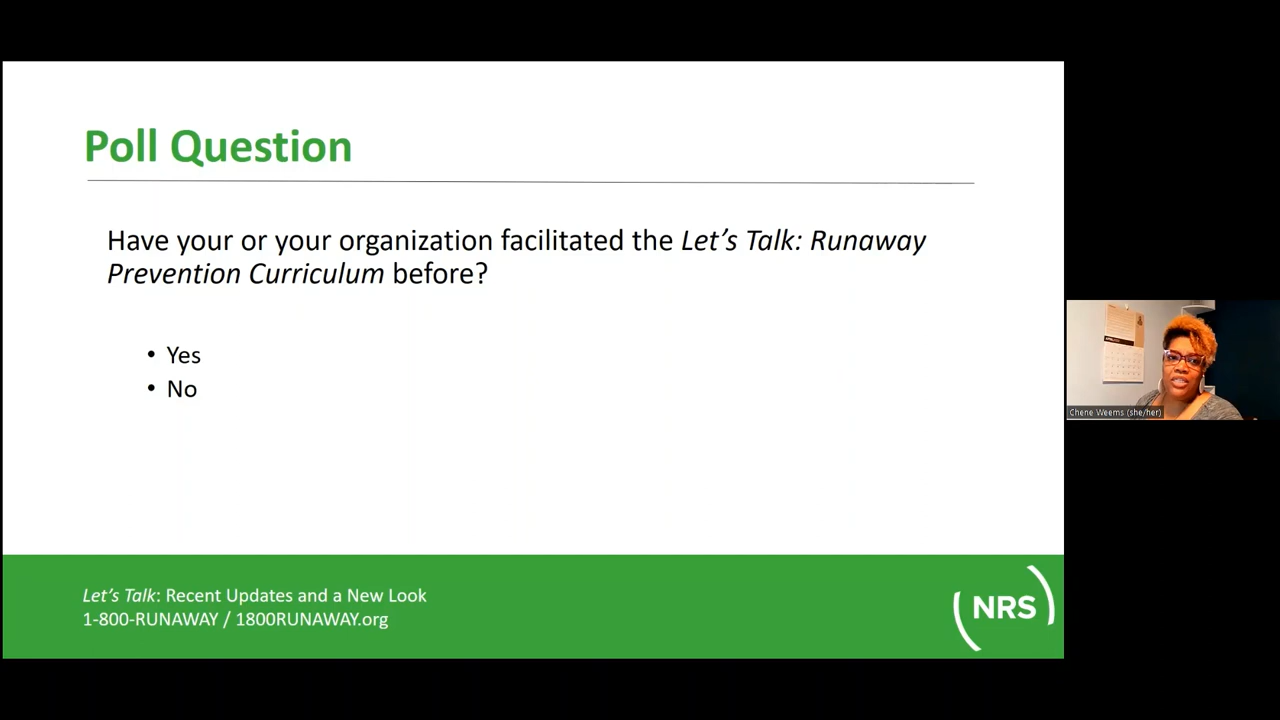 Poll Question
Have your or your organization facilitated the Let's Talk: Runaway
Prevention Curriculum before?
• Yes
• No
Let's Talk: Recent Updates and a New Look
1-800-RUNAWAY / 1800RUNAWAY.org
NRS
Chene Weems (she/her)